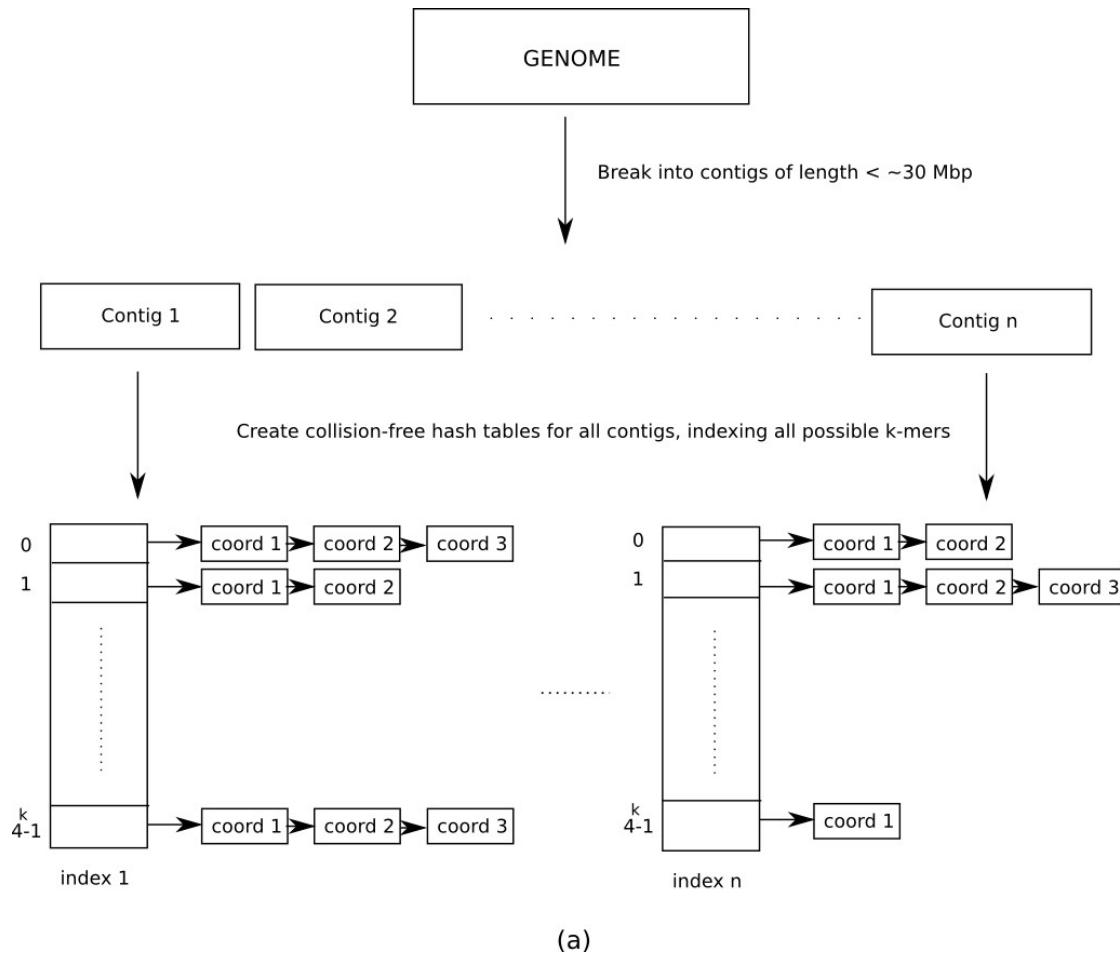 GENOME
Break into contigs of length < ~30 Mbp
Contig 1
Contig 2
Contig n
Create collision-free hash tables for all contigs, indexing all possible k-mers
0
coord 1
coord 2
coord 3
1
coord 1
coord 2
k
4-1
coord 1
coord 2
coord 3
index 1
0
coord 1
coord 2
1
coord 1
coord 2
coord 3
k
4-1
coord 1
index n
(a)